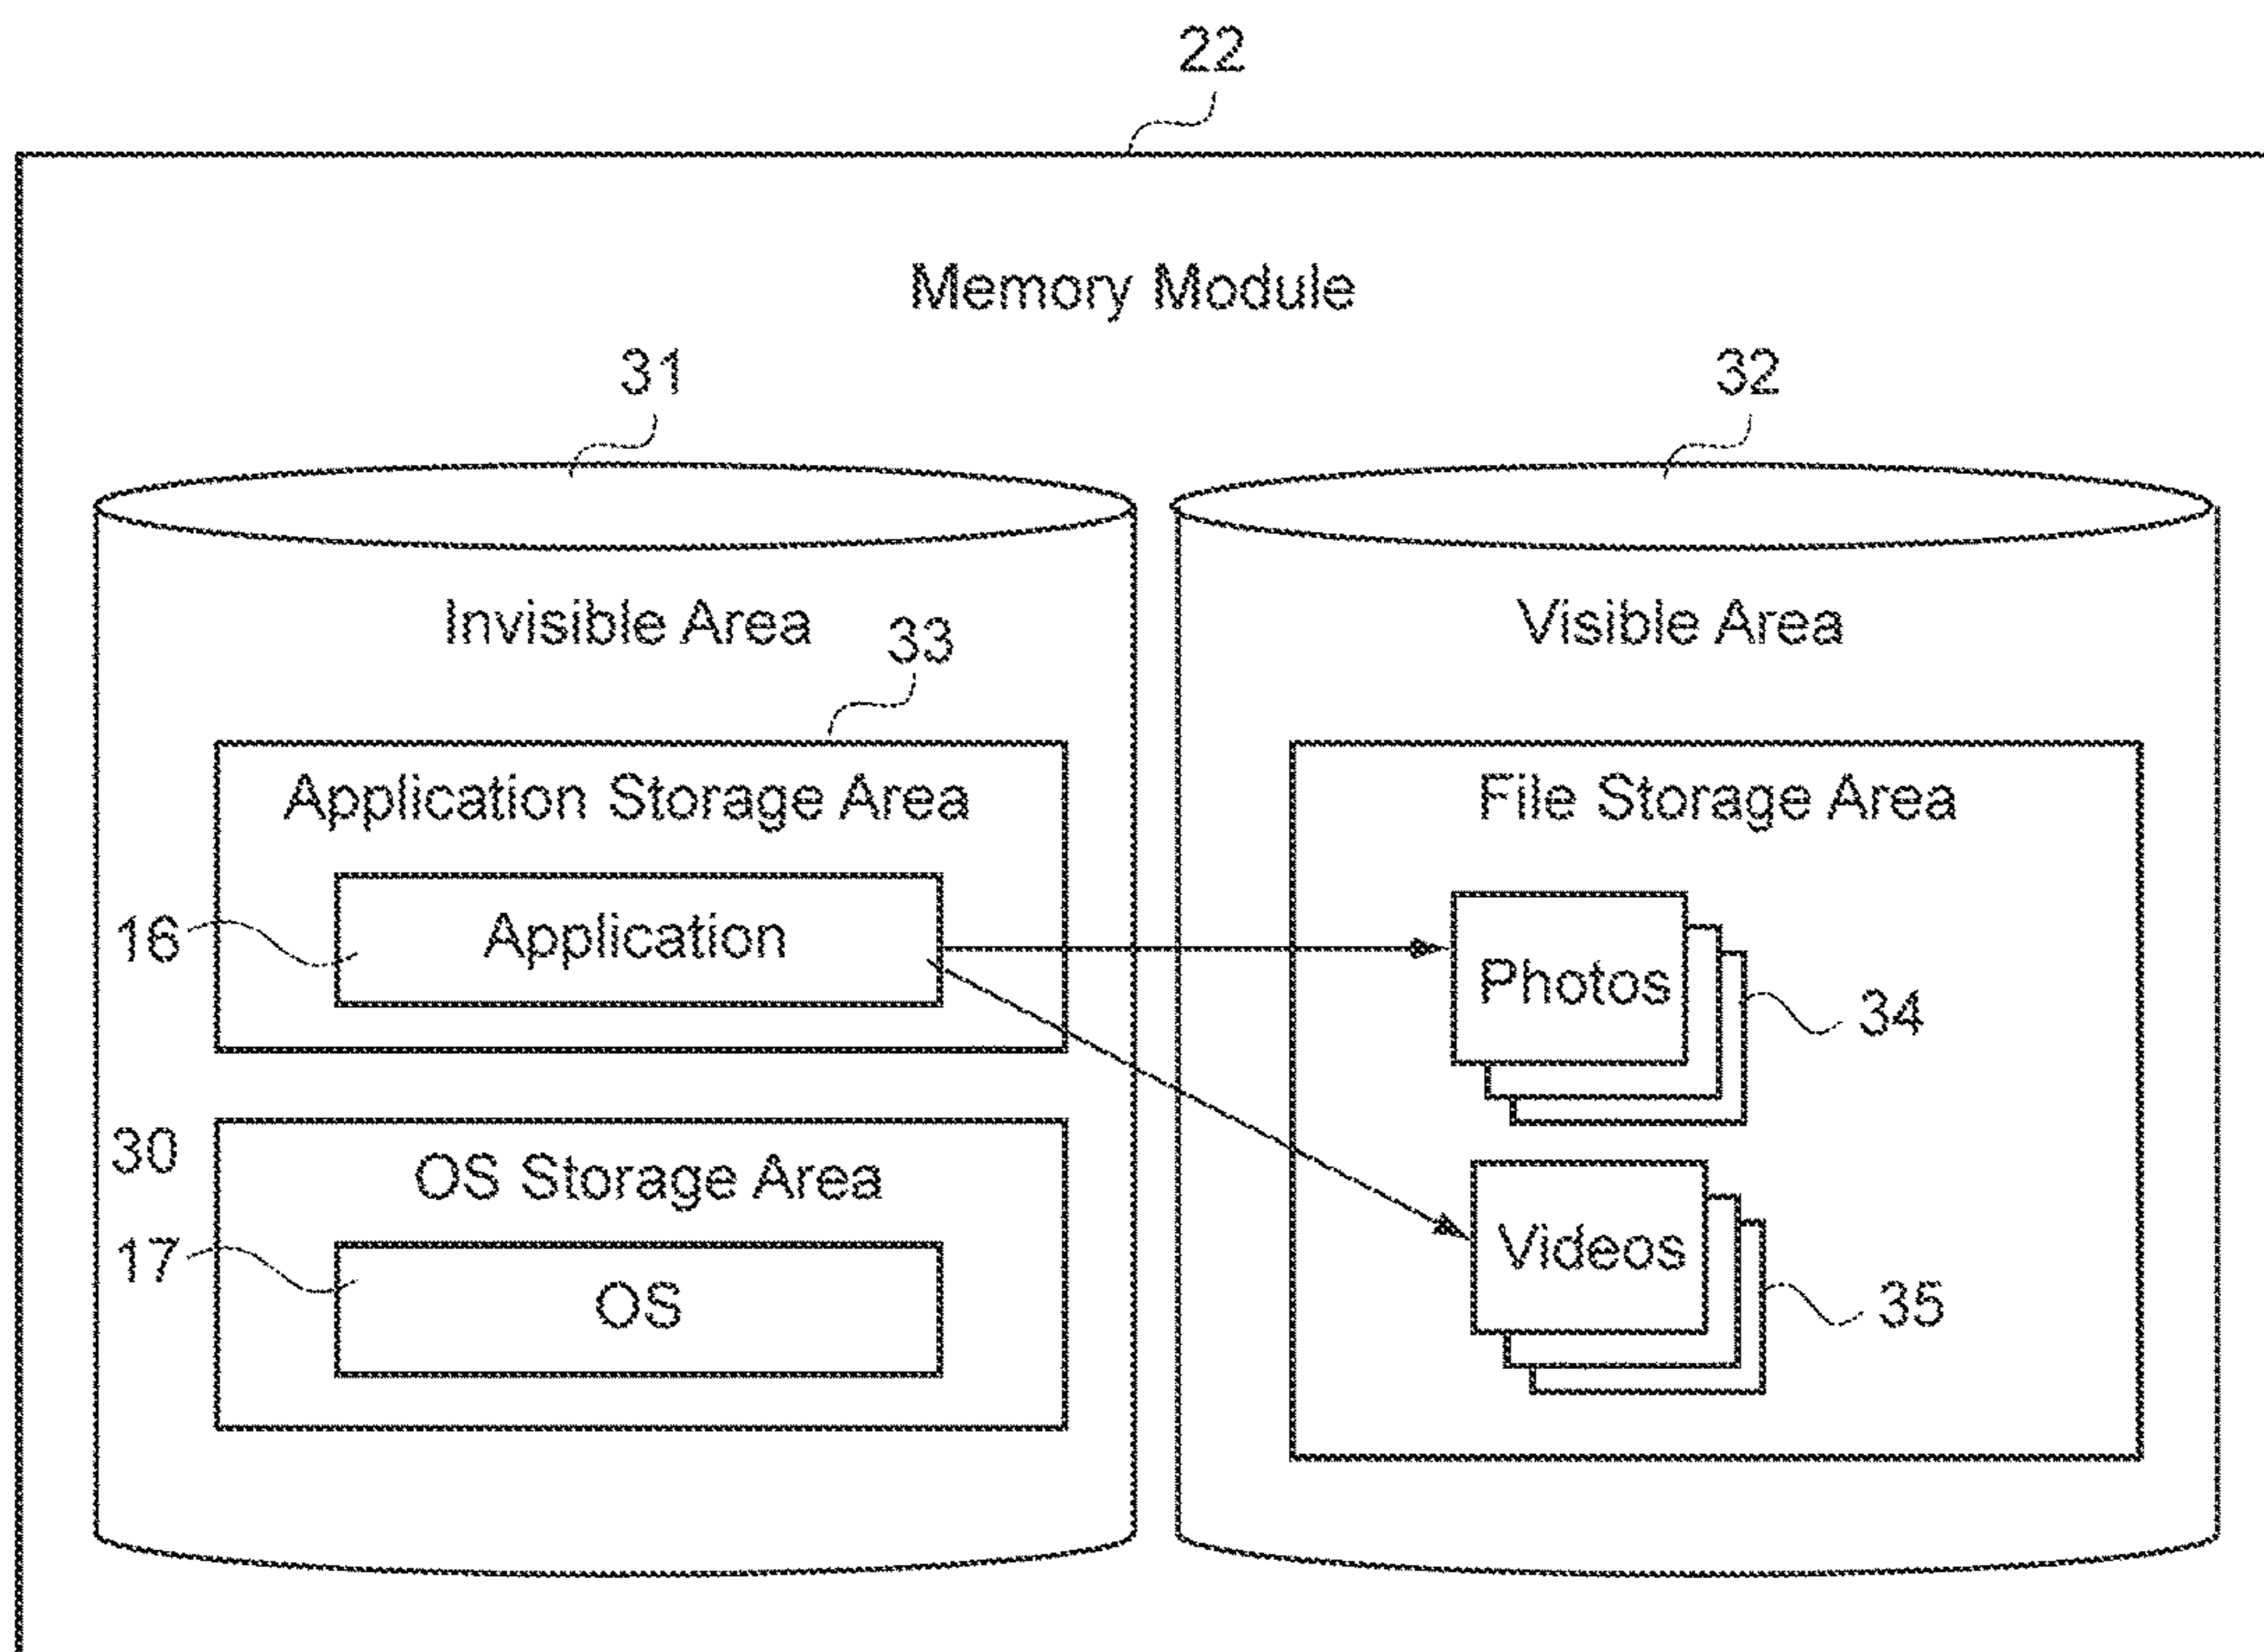 22
Memory Module
31
32
Invisible Area
Visible Area
33
Application Storage Area
File Storage Area
16
Application
Photos
34
30
OS Storage Area
17
OS
Videos
35